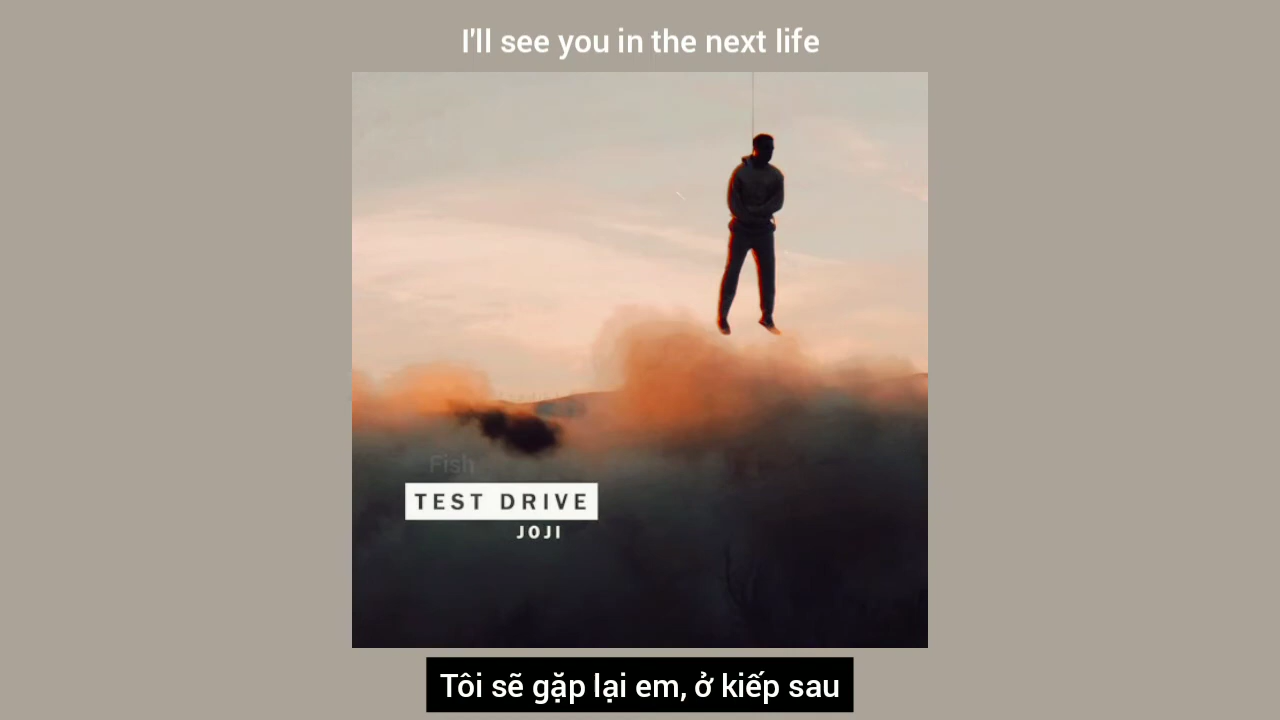 I'll see you in the next life
Fish
TEST DRIVE
JOJI
Tôi sẽ gặp lại em, ở kiếp sau